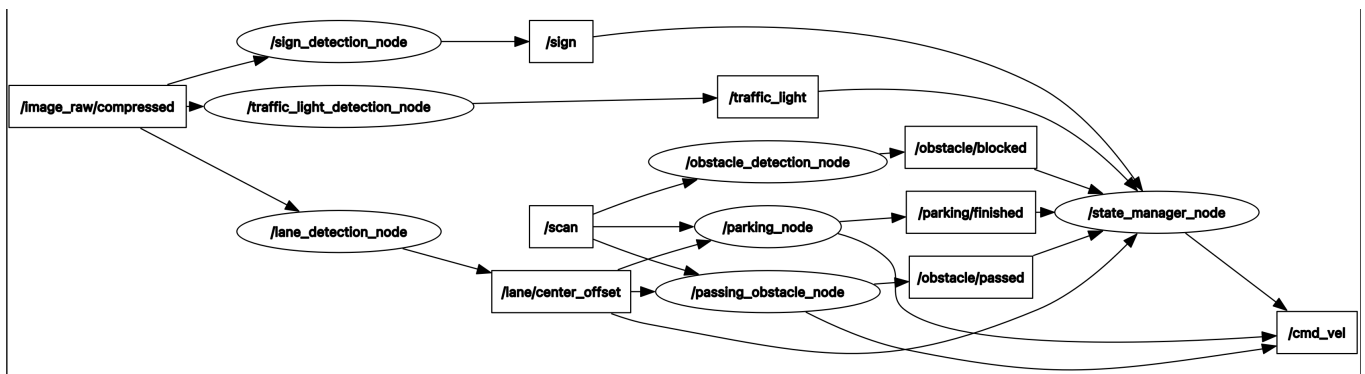 /sign_detection_node
/sign
/image_raw/compressed
/traffic_light_detection_node
/traffic_light
/obstacle_detection_node
/obstacle/blocked
/lane_detection_node
/scan
/parking_node
/parking/finished
/state_manager_node
/lane/center_offset
/passing_obstacle_node
/obstacle/passed
/cmd_vel